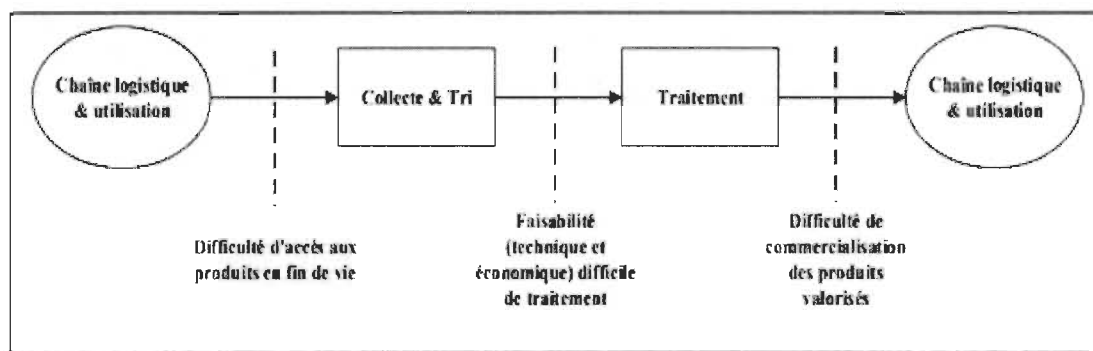 Chaîne logistique
& utilisation
Collecte & Tri
Traitement
Chaîne logistique
& utilisation
Difficulté d'accès aux
produits en fin de vie
Faisabilité
(technique et
économique) difficile
de traitement
Difficulté de
commercialisation
des produits
valorisés